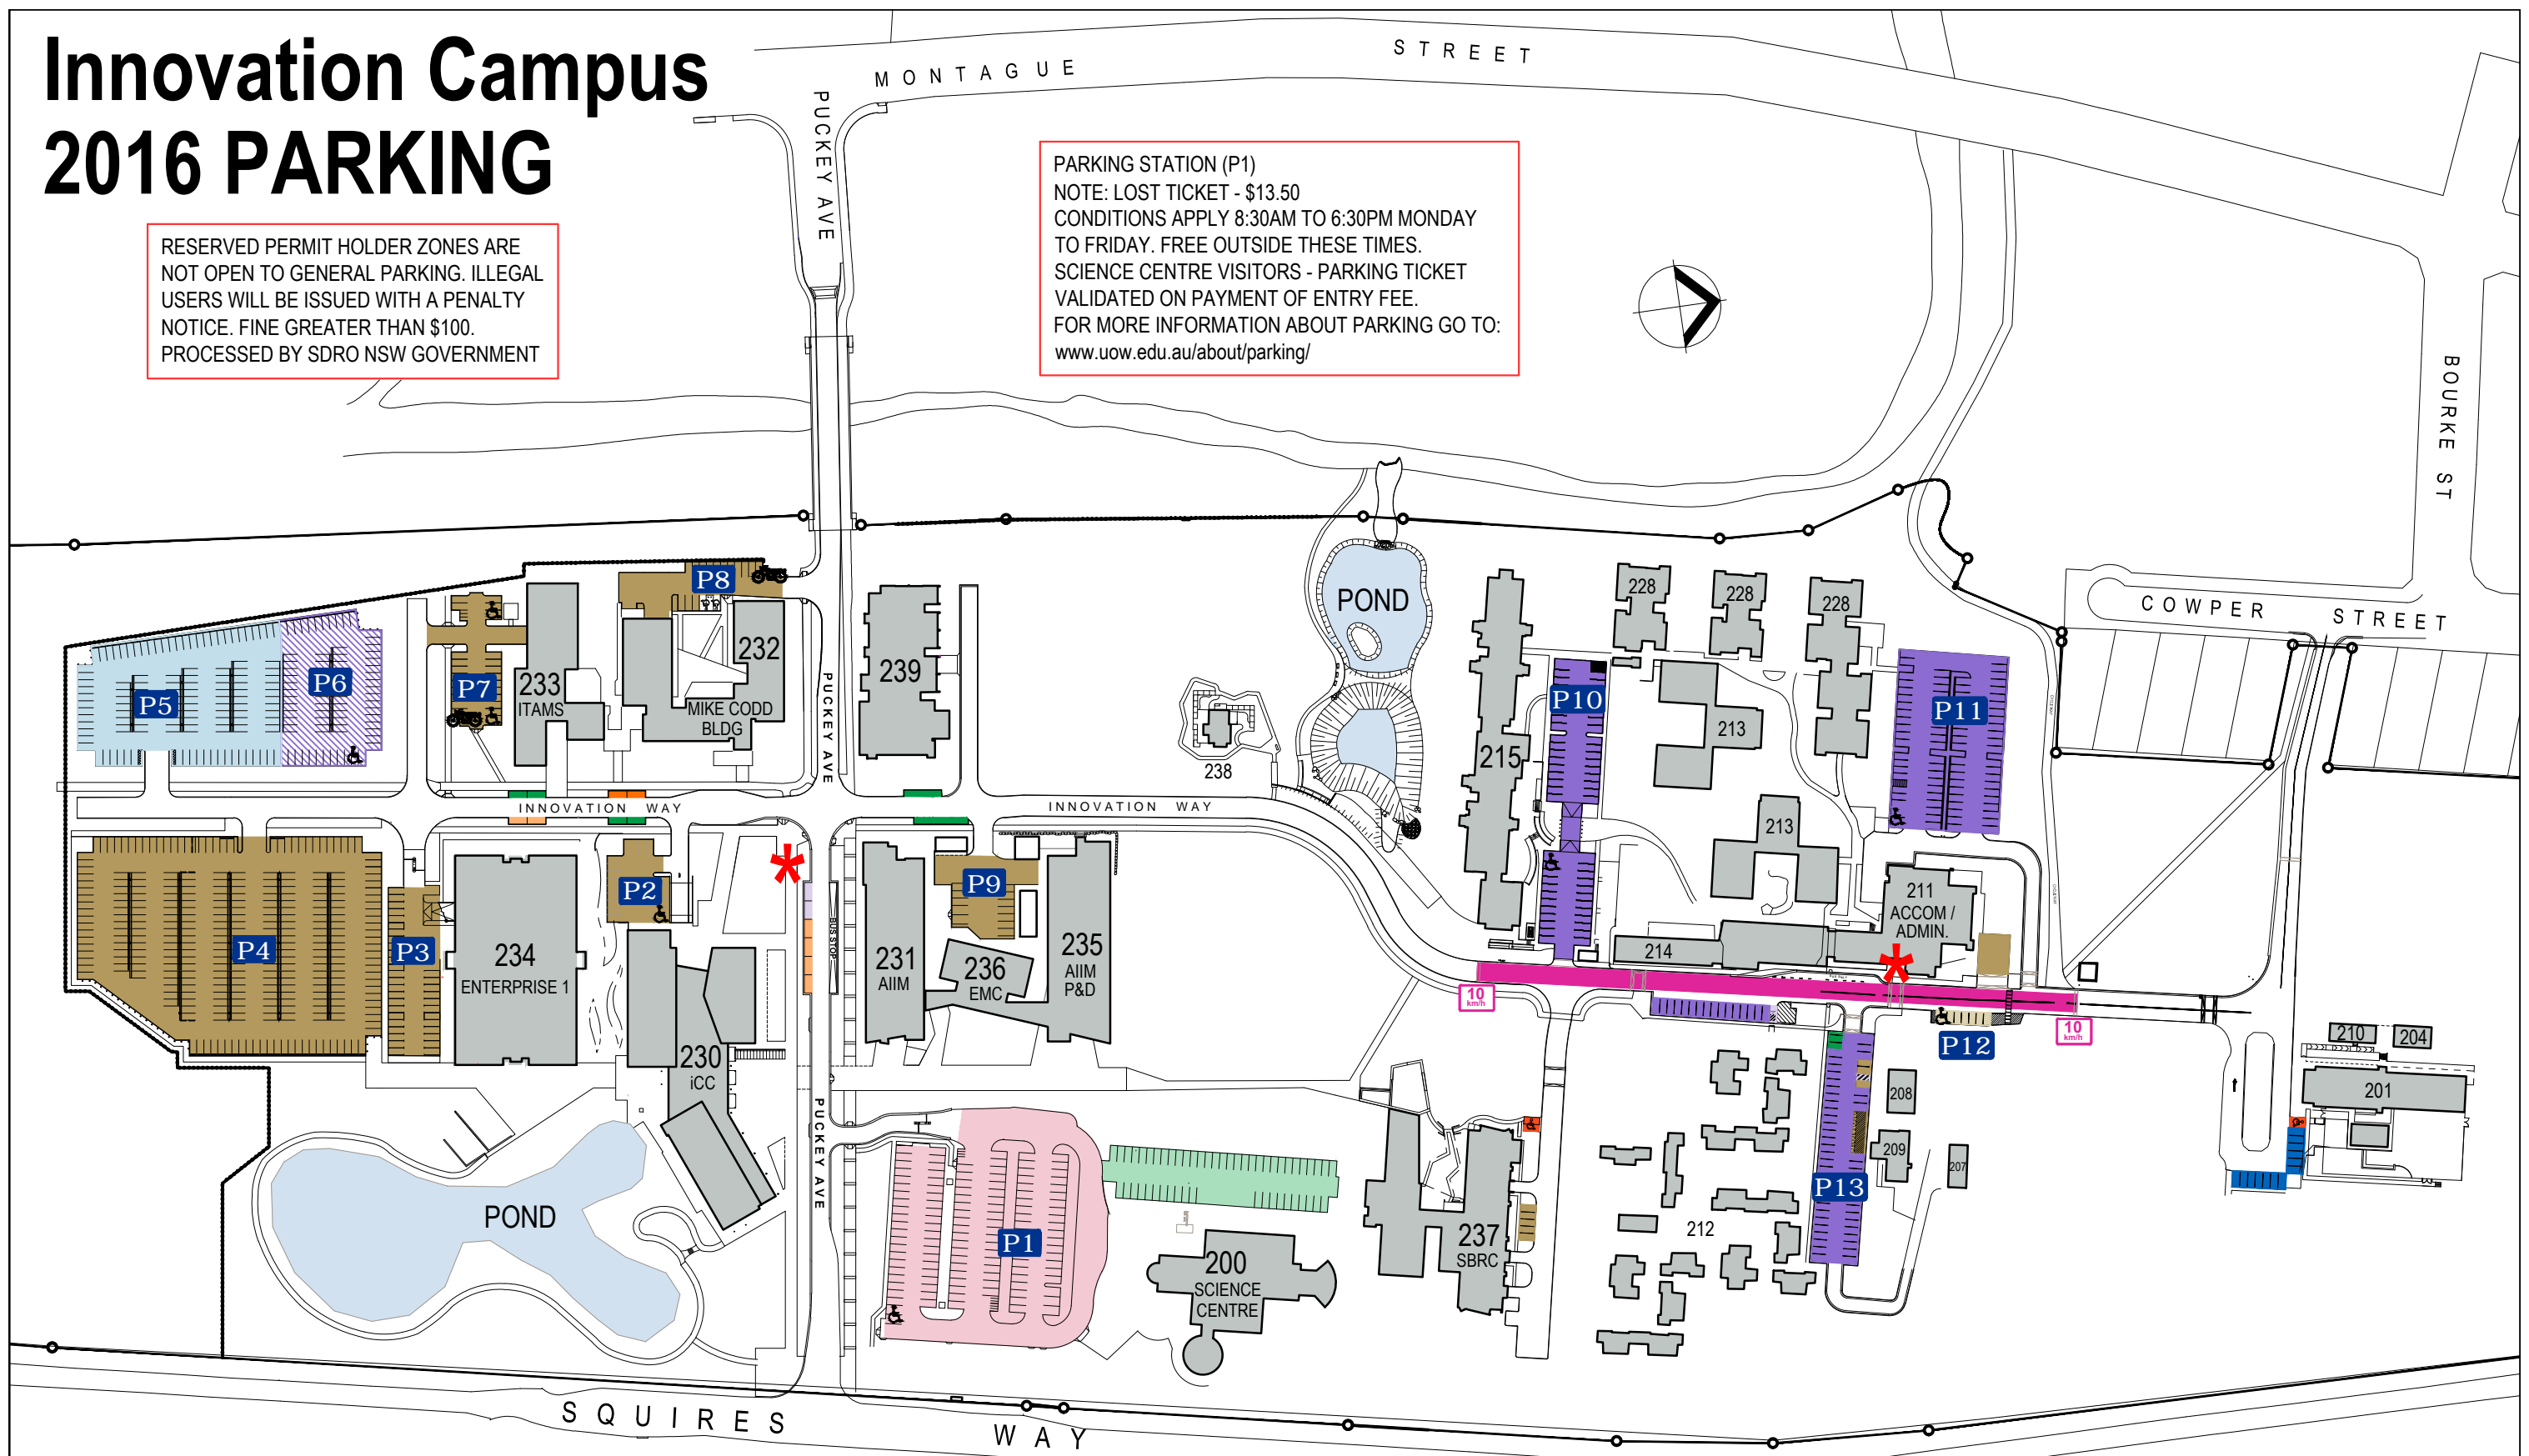 Innovation Campus
2016 PARKING
RESERVED PERMIT HOLDER ZONES ARE
NOT OPEN TO GENERAL PARKING. ILLEGAL
USERS WILL BE ISSUED WITH A PENALTY
NOTICE. FINE GREATER THAN $100.
PROCESSED BY SDRO NSW GOVERNMENT
PARKING STATION (P1)
NOTE: LOST TICKET - $13.50
CONDITIONS APPLY 8:30AM TO 6:30PM MONDAY
TO FRIDAY. FREE OUTSIDE THESE TIMES.
SCIENCE CENTRE VISITORS - PARKING TICKET
VALIDATED ON PAYMENT OF ENTRY FEE.
FOR MORE INFORMATION ABOUT PARKING GO TO:
www.uow.edu.au/about/parking/
MONTAGUE STREET
PUCKEY AVE
BOURKE ST
COWPER STREET
P8
POND
228
228
228
P5
P6
P7
233
ITAMS
232
MIKE CODD
BLDG
PUCKEY AVE
239
238
215
P10
213
P11
INNOVATION WAY
INNOVATION WAY
213
P4
P3
234
ENTERPRISE 1
P2
BUS STOP
231
AIIM
P9
236
EMC
235
AIIM
P&D
214
211
ACCOM /
ADMIN.
10
km/h
10
km/h
P12
230
iCC
PUCKEY AVE
210
204
201
208
209
207
P13
212
POND
P1
200
SCIENCE
CENTRE
237
SBRC
SQUIRES WAY